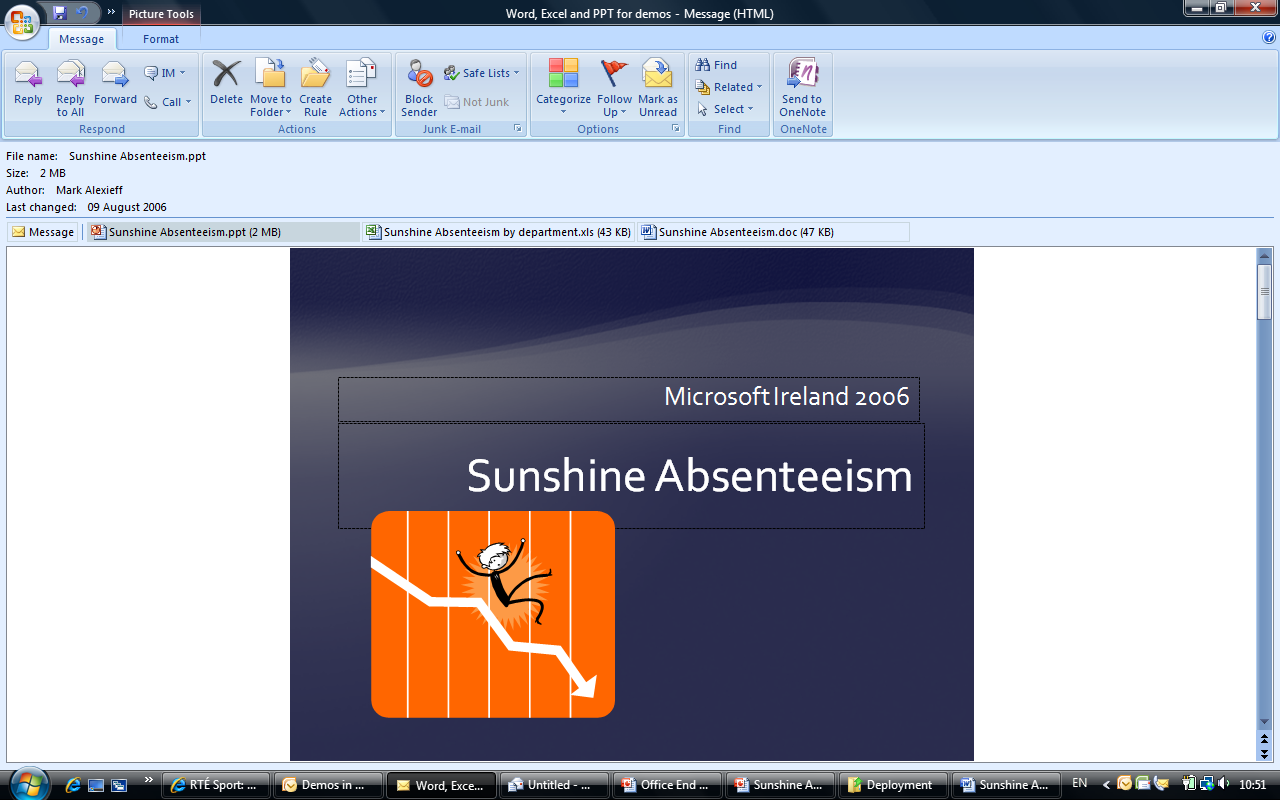 Picture Tools
Word, Excel and PPT for demos - Message (HTML)
Message
Format
Reply
Reply to All
Forward
IM
Call
Respond
Delete
Move to Folder
Create Rule
Other Actions
Actions
Block Sender
Safe Lists
Not Junk
Junk E-mail
Categorize
Follow Up
Mark as Unread
Options
Find
Related
Select
Find
Send to OneNote
OneNote
File name: Sunshine Absenteeism.ppt
Size: 2 MB
Author: Mark Alexieff
Last changed: 09 August 2006
Message
Sunshine Absenteeism.ppt (2 MB)
Sunshine Absenteeism by department.xls (43 KB)
Sunshine Absenteeism.doc (47 KB)
Microsoft Ireland 2006
Sunshine Absenteeism
RTÉ Sport: ...
Demos in ...
Word, Exce...
Untitled - ...
Office End ...
Sunshine A...
Deployment
Sunshine A...
EN
10:51